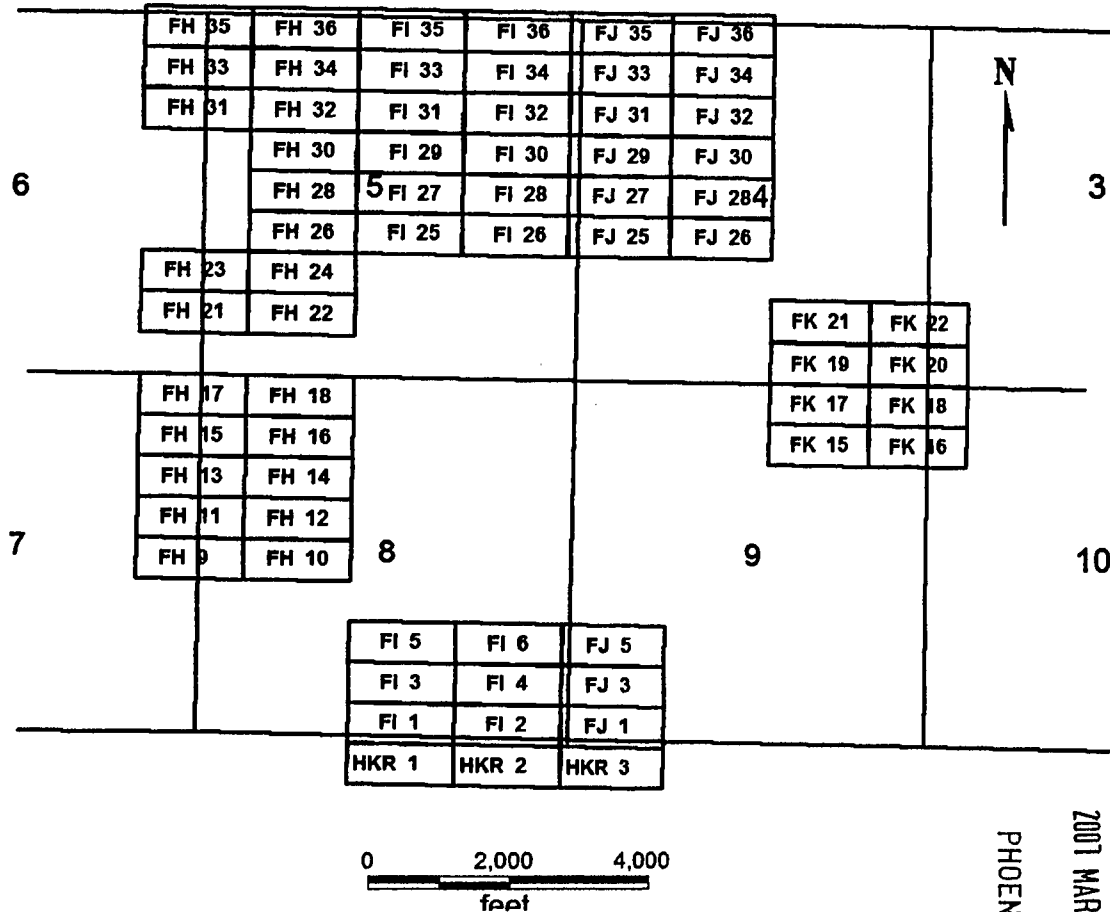 FH 35 FH 36 FI 35 FI 36 FJ 35 FJ 36
FH 33 FH 34 FI 33 FI 34 FJ 33 FJ 34
N
FH 31 FH 32 FI 31 FI 32 FJ 31 FJ 32
FH 30 FI 29 FI 30 FJ 29 FJ 30
6 FH 28 5 FI 27 FI 28 FJ 27 FJ 28 4 3
FH 26 FI 25 FI 26 FJ 25 FJ 26
FH 23 FH 24
FH 21 FH 22 FK 21 FK 22
FK 19 FK 20
FH 17 FH 18 FK 17 FK 18
FH 15 FH 16 FK 15 FK 16
FH 13 FH 14
FH 11 FH 12
7 FH 9 FH 10 8 9 10
FI 5 FI 6 FJ 5
FI 3 FI 4 FJ 3
FI 1 FI 2 FJ 1
HKR 1 HKR 2 HKR 3
0 2,000 4,000
feet
2007 MAR
PHOEN